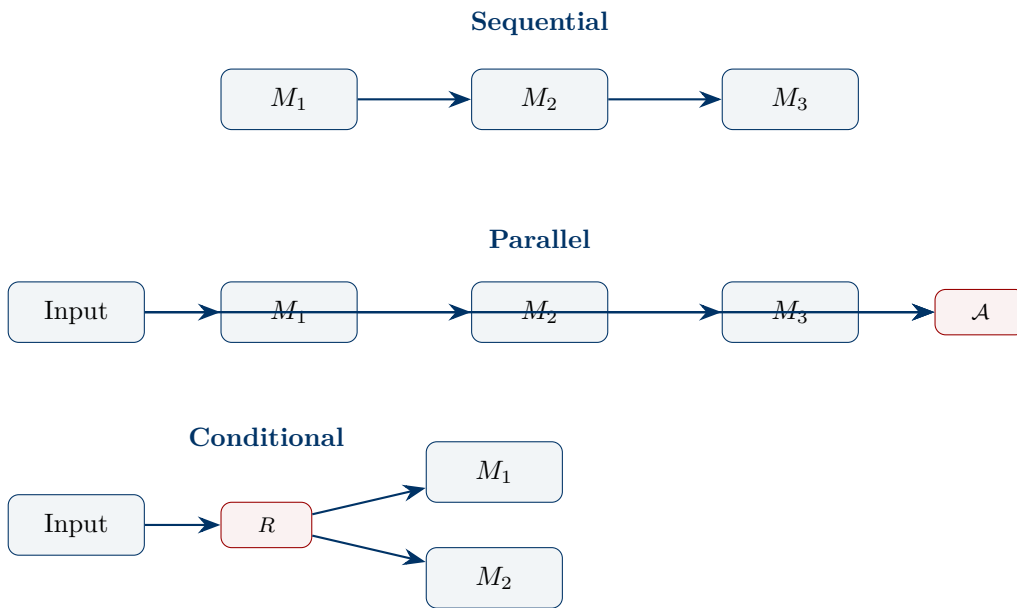 Sequential
M₁ M₂ M₃
Parallel
Input M₁ M₂ M₃ 𝒜
Conditional
M₁
Input R
M₂